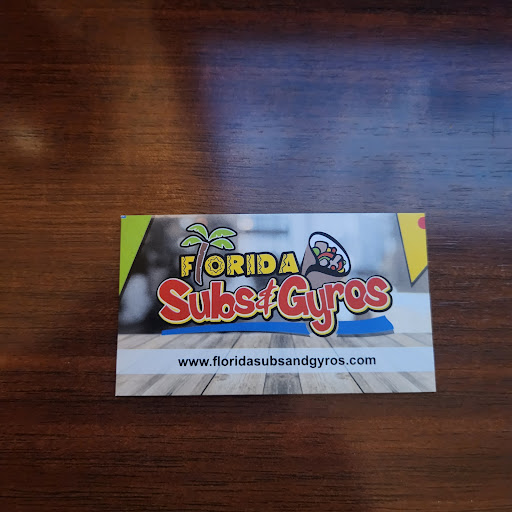 FLORIDA
Subs & Gyros
www.floridasubsandgyros.com